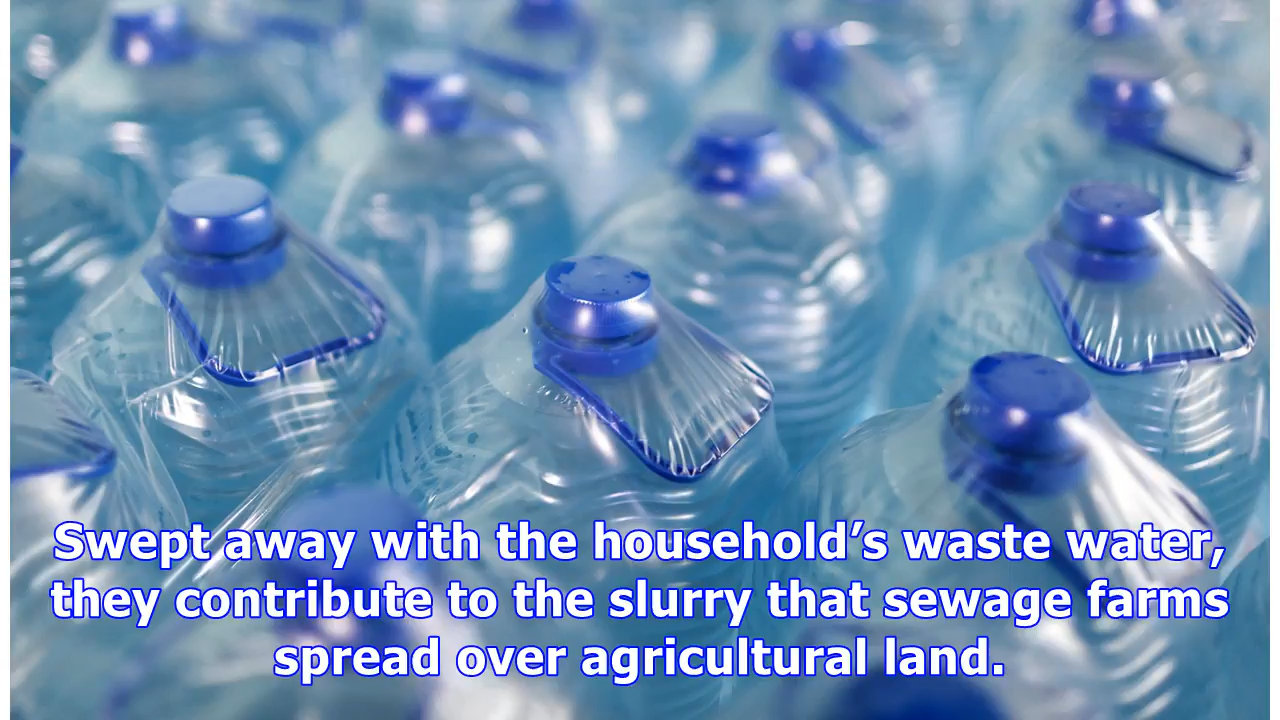 Swept away with the household’s waste water,
they contribute to the slurry that sewage farms
spread over agricultural land.